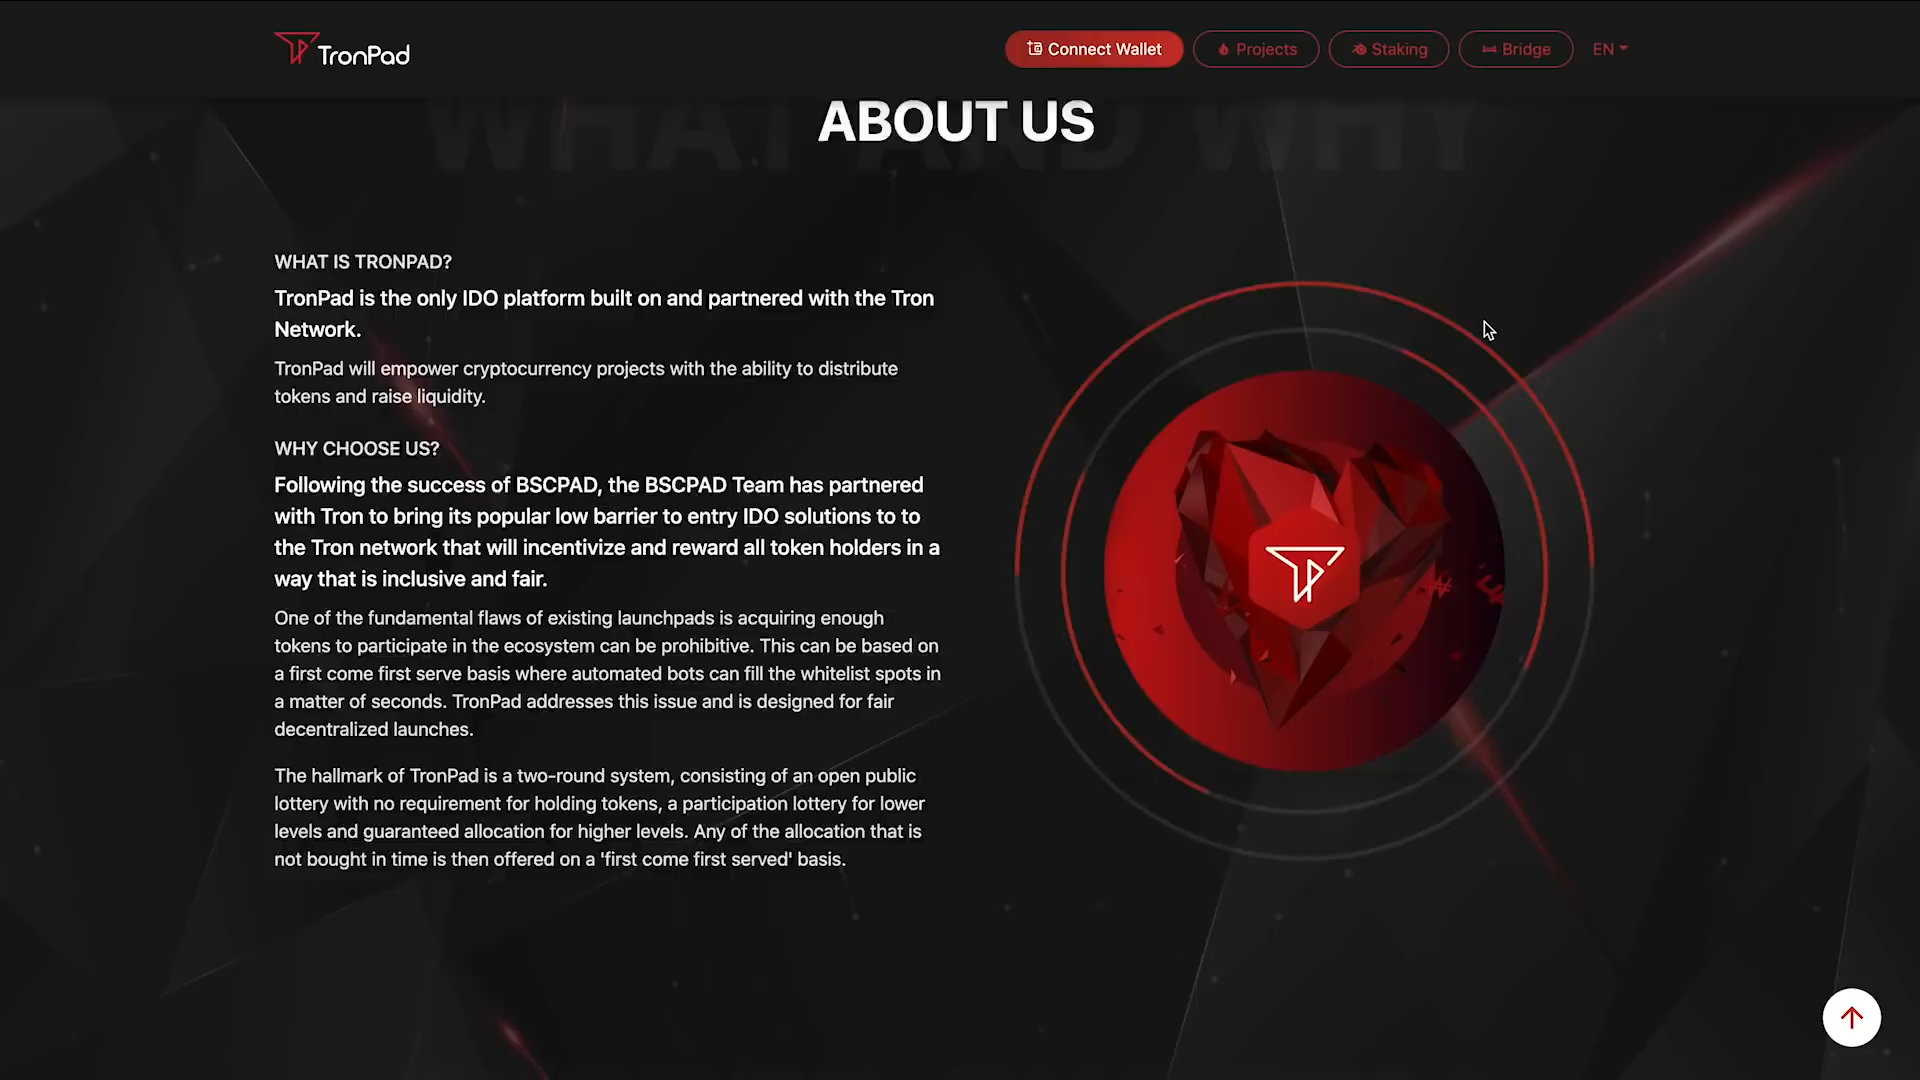 TronPad
Connect Wallet
Projects
Staking
Bridge
EN
WHAT AND WHY
ABOUT US
WHAT IS TRONPAD?
TronPad is the only IDO platform built on and partnered with the Tron
Network.
TronPad will empower cryptocurrency projects with the ability to distribute
tokens and raise liquidity.
WHY CHOOSE US?
Following the success of BSCPAD, the BSCPAD Team has partnered
with Tron to bring its popular low barrier to entry IDO solutions to to
the Tron network that will incentivize and reward all token holders in a
way that is inclusive and fair.
One of the fundamental flaws of existing launchpads is acquiring enough
tokens to participate in the ecosystem can be prohibitive. This can be based on
a first come first serve basis where automated bots can fill the whitelist spots in
a matter of seconds. TronPad addresses this issue and is designed for fair
decentralized launches.
The hallmark of TronPad is a two-round system, consisting of an open public
lottery with no requirement for holding tokens, a participation lottery for lower
levels and guaranteed allocation for higher levels. Any of the allocation that is
not bought in time is then offered on a 'first come first served' basis.